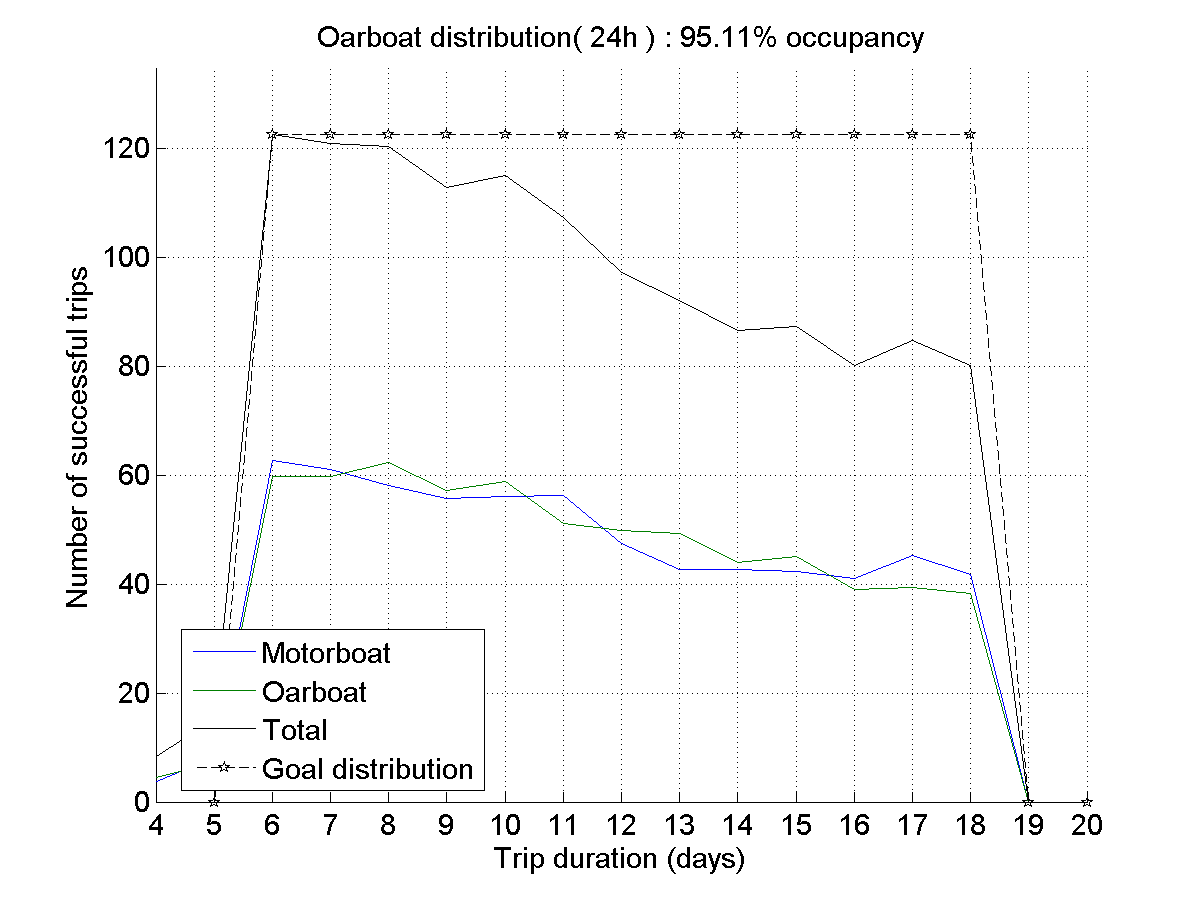 Oarboat distribution( 24h ) : 95.11% occupancy
120
100
80
60
40
20
0
Number of successful trips
Motorboat
Oarboat
Total
Goal distribution
4 5 6 7 8 9 10 11 12 13 14 15 16 17 18 19 20
Trip duration (days)